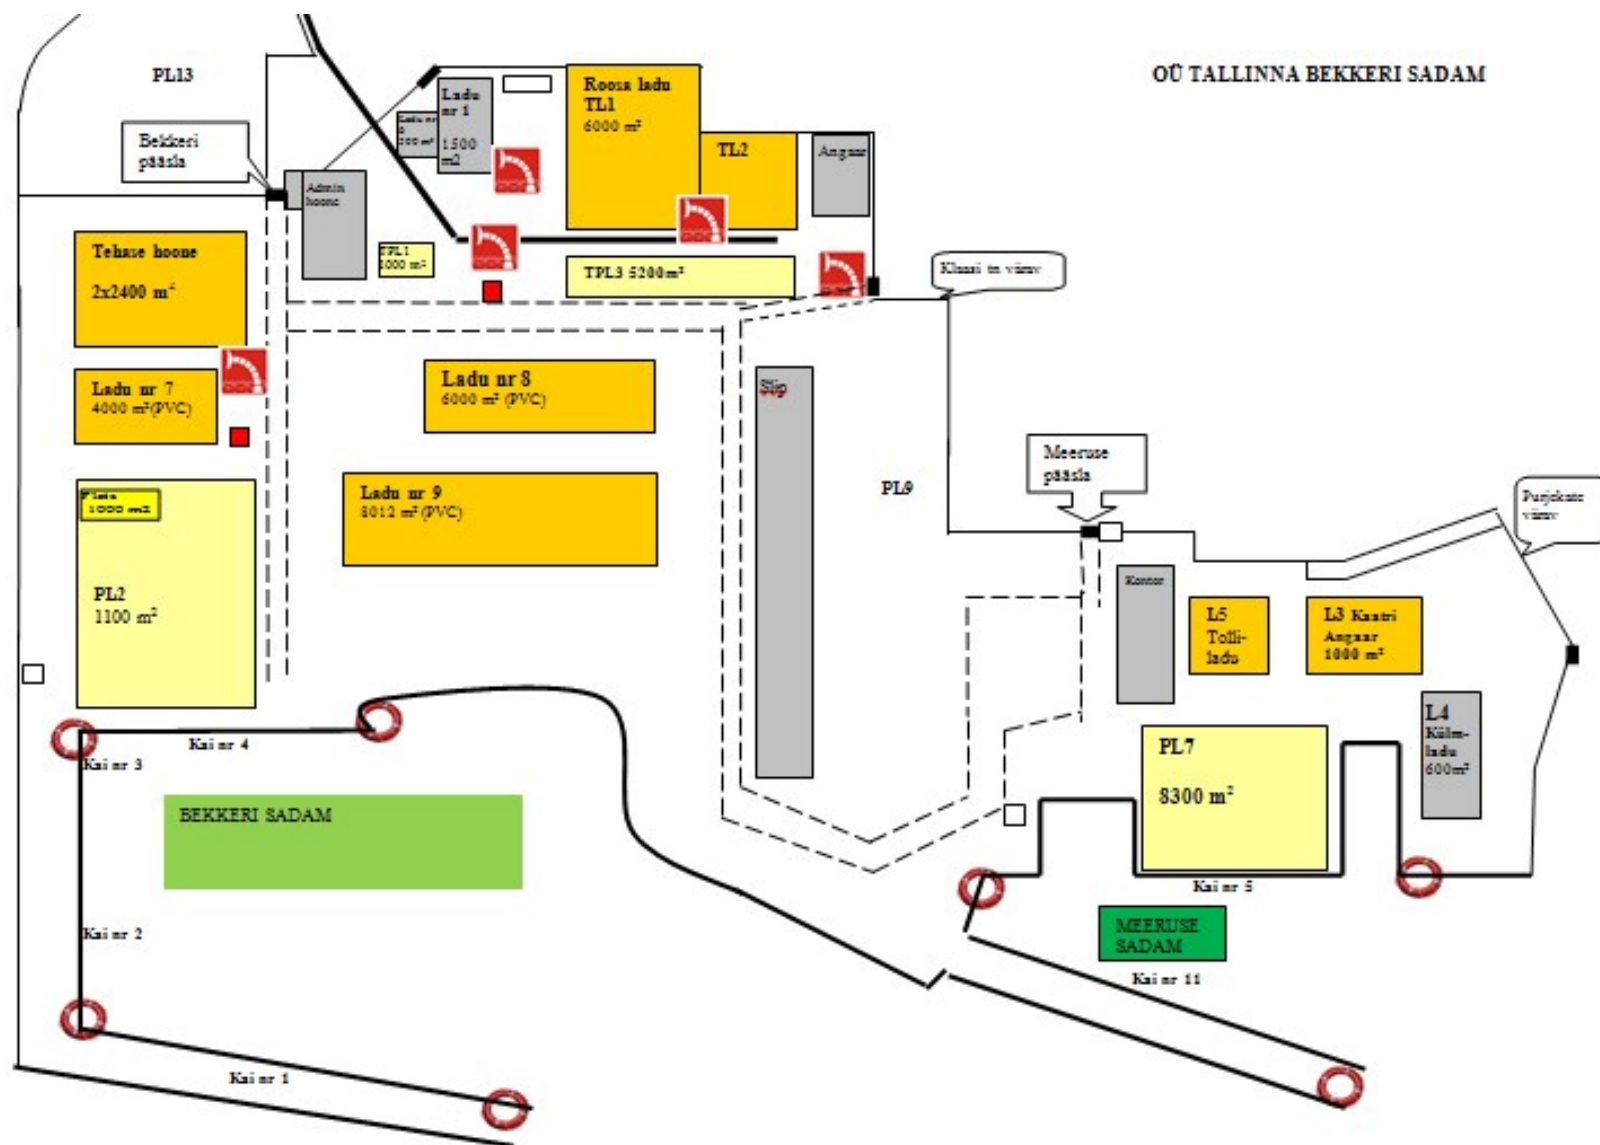 OÜ TALLINNA BEKKERI SADAM
PL13
Bekkeri
pääsla
Ladu
nr 1
1500
m2
Ladu nr
Roosa ladu
TL1
6000 m²
TL2
Angaar
Admin
hoone
TPL1
1000 m²
TPL3 5200m²
Klaasi tn värav
Tehase hoone
2x2400 m²
Ladu nr 7
4000 m²(PVC)
Ladu nr 8
6000 m² (PVC)
Ladu nr 9
8012 m² (PVC)
Slip
PL9
Meeruse
pääsla
Purjekate
värav
1000 m2
PL2
1100 m²
Kontor
L5
Tolli-
ladu
L3 Kaatri
Angaar
1000 m²
L4
Külm-
ladu
600m²
PL7
8300 m²
Kai nr 4
Kai nr 3
BEKKERI SADAM
Kai nr 2
Kai nr 5
MEERUSE
SADAM
Kai nr 11
Kai nr 1